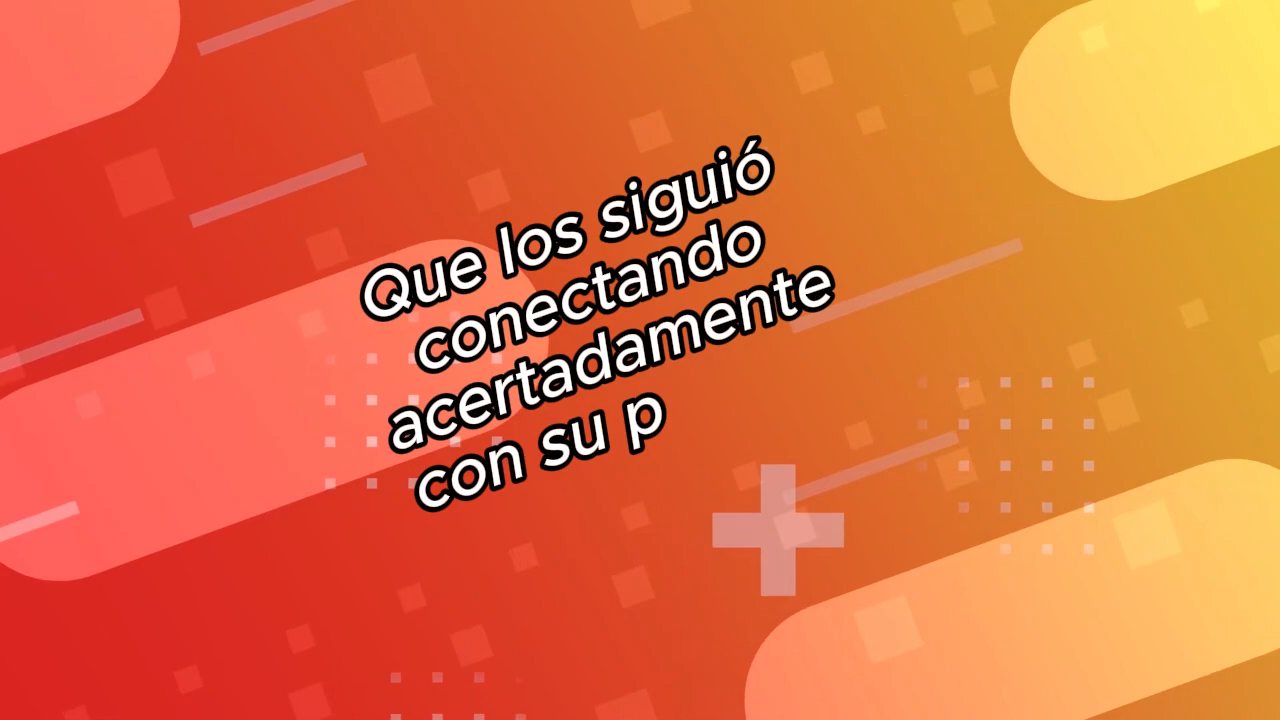 Que los siguió
conectando
acertadamente
con su p